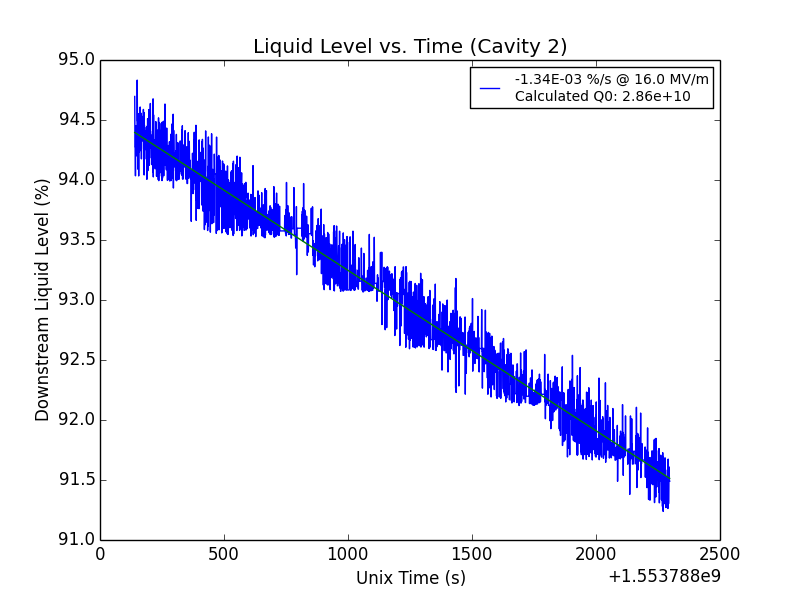 Liquid Level vs. Time (Cavity 2)
-1.34E-03 %/s @ 16.0 MV/m
Calculated Q0: 2.86e+10
Downstream Liquid Level (%)
95.0
94.5
94.0
93.5
93.0
92.5
92.0
91.5
91.0
0 500 1000 1500 2000 2500
Unix Time (s)
+1.553788e9